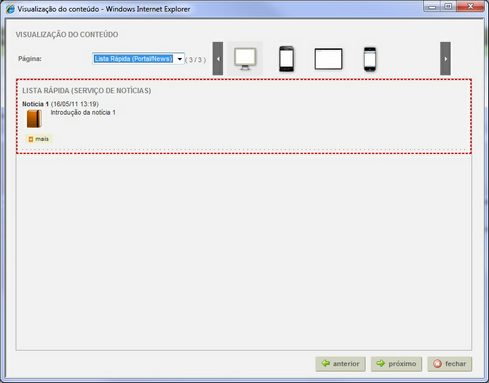 Visualização do conteúdo - Windows Internet Explorer
VISUALIZAÇÃO DO CONTEÚDO
Página: Lista Rápida (Portal/News) ( 3 / 3 )
LISTA RÁPIDA (SERVIÇO DE NOTÍCIAS)
Notícia 1 (16/05/11 13:19)
Introdução da notícia 1
mais
anterior próximo fechar